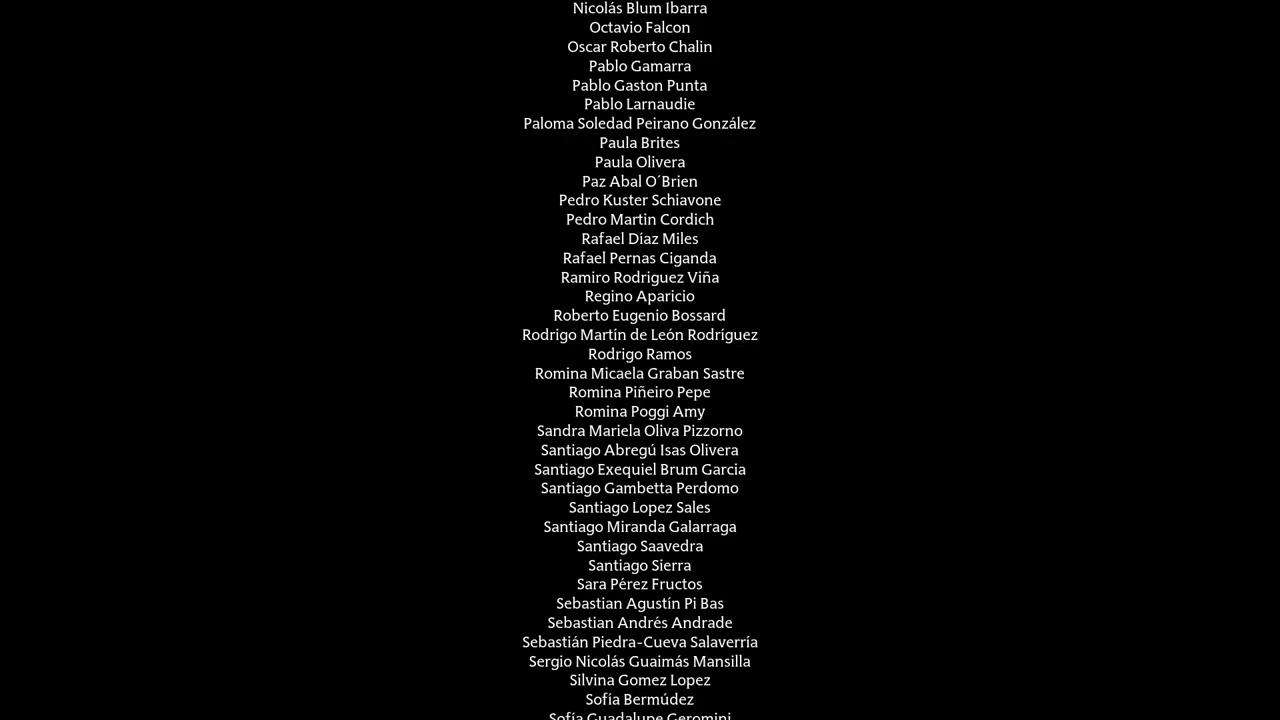 Nicolás Blum Ibarra
Octavio Falcon
Oscar Roberto Chalin
Pablo Gamarra
Pablo Gaston Punta
Pablo Larnaudie
Paloma Soledad Peirano González
Paula Brites
Paula Olivera
Paz Abal O´Brien
Pedro Kuster Schiavone
Pedro Martin Cordich
Rafael Díaz Miles
Rafael Pernas Ciganda
Ramiro Rodriguez Viña
Regino Aparicio
Roberto Eugenio Bossard
Rodrigo Martín de León Rodríguez
Rodrigo Ramos
Romina Micaela Graban Sastre
Romina Piñeiro Pepe
Romina Poggi Amy
Sandra Mariela Oliva Pizzorno
Santiago Abregú Isas Olivera
Santiago Exequiel Brum Garcia
Santiago Gambetta Perdomo
Santiago Lopez Sales
Santiago Miranda Galarraga
Santiago Saavedra
Santiago Sierra
Sara Pérez Fructos
Sebastian Agustín Pi Bas
Sebastian Andrés Andrade
Sebastián Piedra-Cueva Salaverría
Sergio Nicolás Guaimás Mansilla
Silvina Gomez Lopez
Sofía Bermúdez
Sofía Guadalupe Geromini